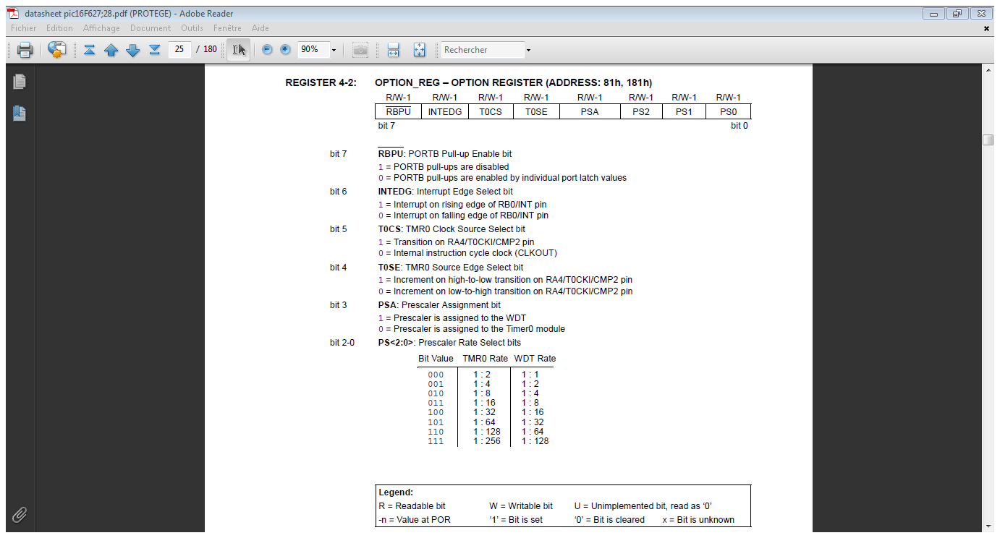 datasheet pic16F627;28.pdf (PROTEGE) - Adobe Reader
Fichier Edition Affichage Document Outils Fenêtre Aide
25 / 180 90% Rechercher
REGISTER 4-2: OPTION_REG – OPTION REGISTER (ADDRESS: 81h, 181h)
R/W-1 R/W-1 R/W-1 R/W-1 R/W-1 R/W-1 R/W-1 R/W-1
RBPU INTEDG T0CS T0SE PSA PS2 PS1 PS0
bit 7 bit 0
bit 7 RBPU: PORTB Pull-up Enable bit
1 = PORTB pull-ups are disabled
0 = PORTB pull-ups are enabled by individual port latch values
bit 6 INTEDG: Interrupt Edge Select bit
1 = Interrupt on rising edge of RB0/INT pin
0 = Interrupt on falling edge of RB0/INT pin
bit 5 T0CS: TMR0 Clock Source Select bit
1 = Transition on RA4/T0CKI/CMP2 pin
0 = Internal instruction cycle clock (CLKOUT)
bit 4 T0SE: TMR0 Source Edge Select bit
1 = Increment on high-to-low transition on RA4/T0CKI/CMP2 pin
0 = Increment on low-to-high transition on RA4/T0CKI/CMP2 pin
bit 3 PSA: Prescaler Assignment bit
1 = Prescaler is assigned to the WDT
0 = Prescaler is assigned to the Timer0 module
bit 2-0 PS<2:0>: Prescaler Rate Select bits
Bit Value TMR0 Rate WDT Rate
000 1 : 2 1 : 1
001 1 : 4 1 : 2
010 1 : 8 1 : 4
011 1 : 16 1 : 8
100 1 : 32 1 : 16
101 1 : 64 1 : 32
110 1 : 128 1 : 64
111 1 : 256 1 : 128
Legend:
R = Readable bit W = Writable bit U = Unimplemented bit, read as ‘0’
-n = Value at POR ‘1’ = Bit is set ‘0’ = Bit is cleared x = Bit is unknown